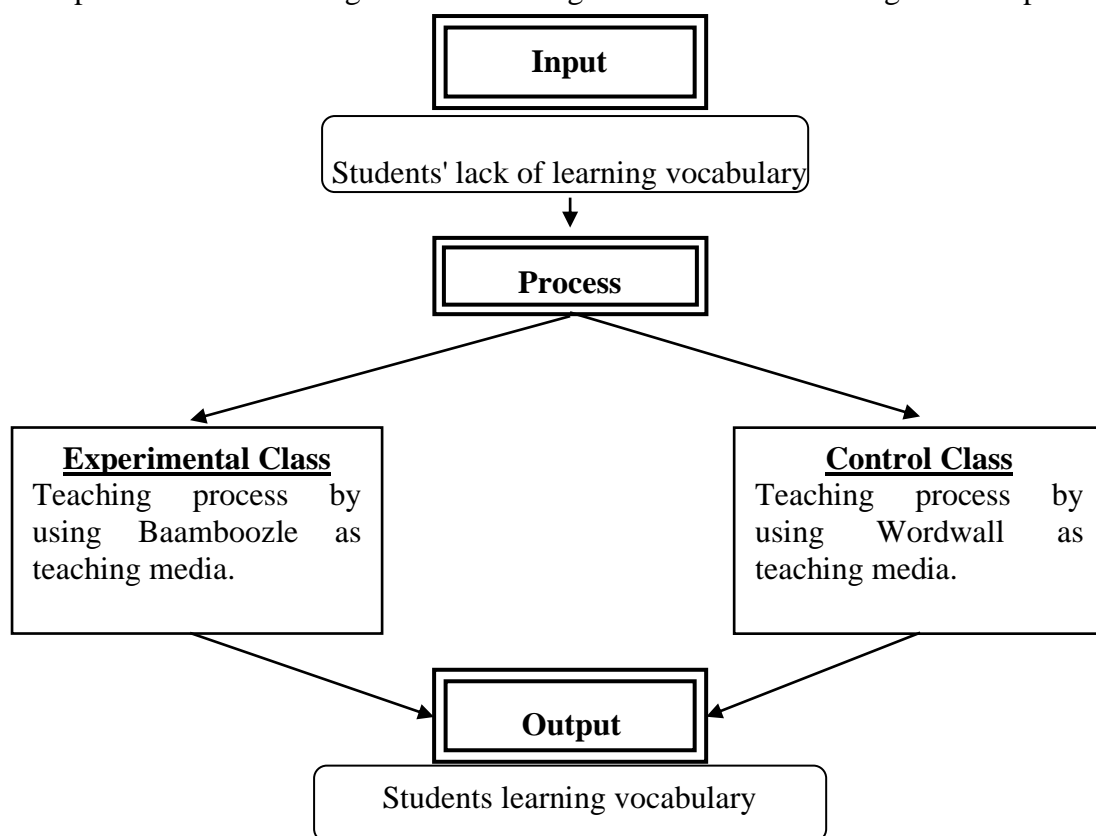 Input
Students' lack of learning vocabulary
Process
Experimental Class
Teaching process by
using Baamboozle as
teaching media.
Control Class
Teaching process by
using Wordwall as
teaching media.
Output
Students learning vocabulary